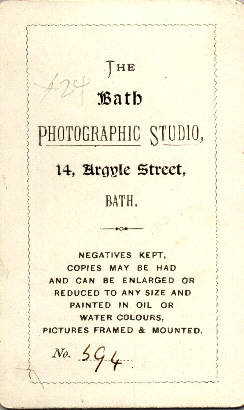 The
Bath
Photographic Studio,
14, Argyle Street,
BATH.
NEGATIVES KEPT,
COPIES MAY BE HAD
AND CAN BE ENLARGED OR
REDUCED TO ANY SIZE AND
PAINTED IN OIL OR
WATER COLOURS,
PICTURES FRAMED & MOUNTED.
No. 594